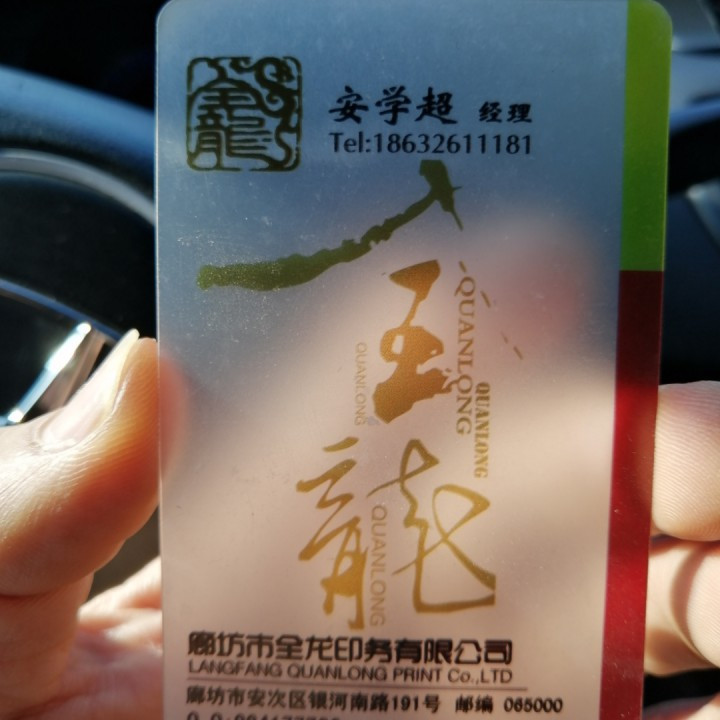 全龍
安学超 经理
Tel:18632611181
全龍
QUANLONG
QUANLONG
QUANLONG
QUANLONG
廊坊市全龙印务有限公司
LANGFANG QUANLONG PRINT Co.,LTD
廊坊市安次区银河南路191号 邮编 065000